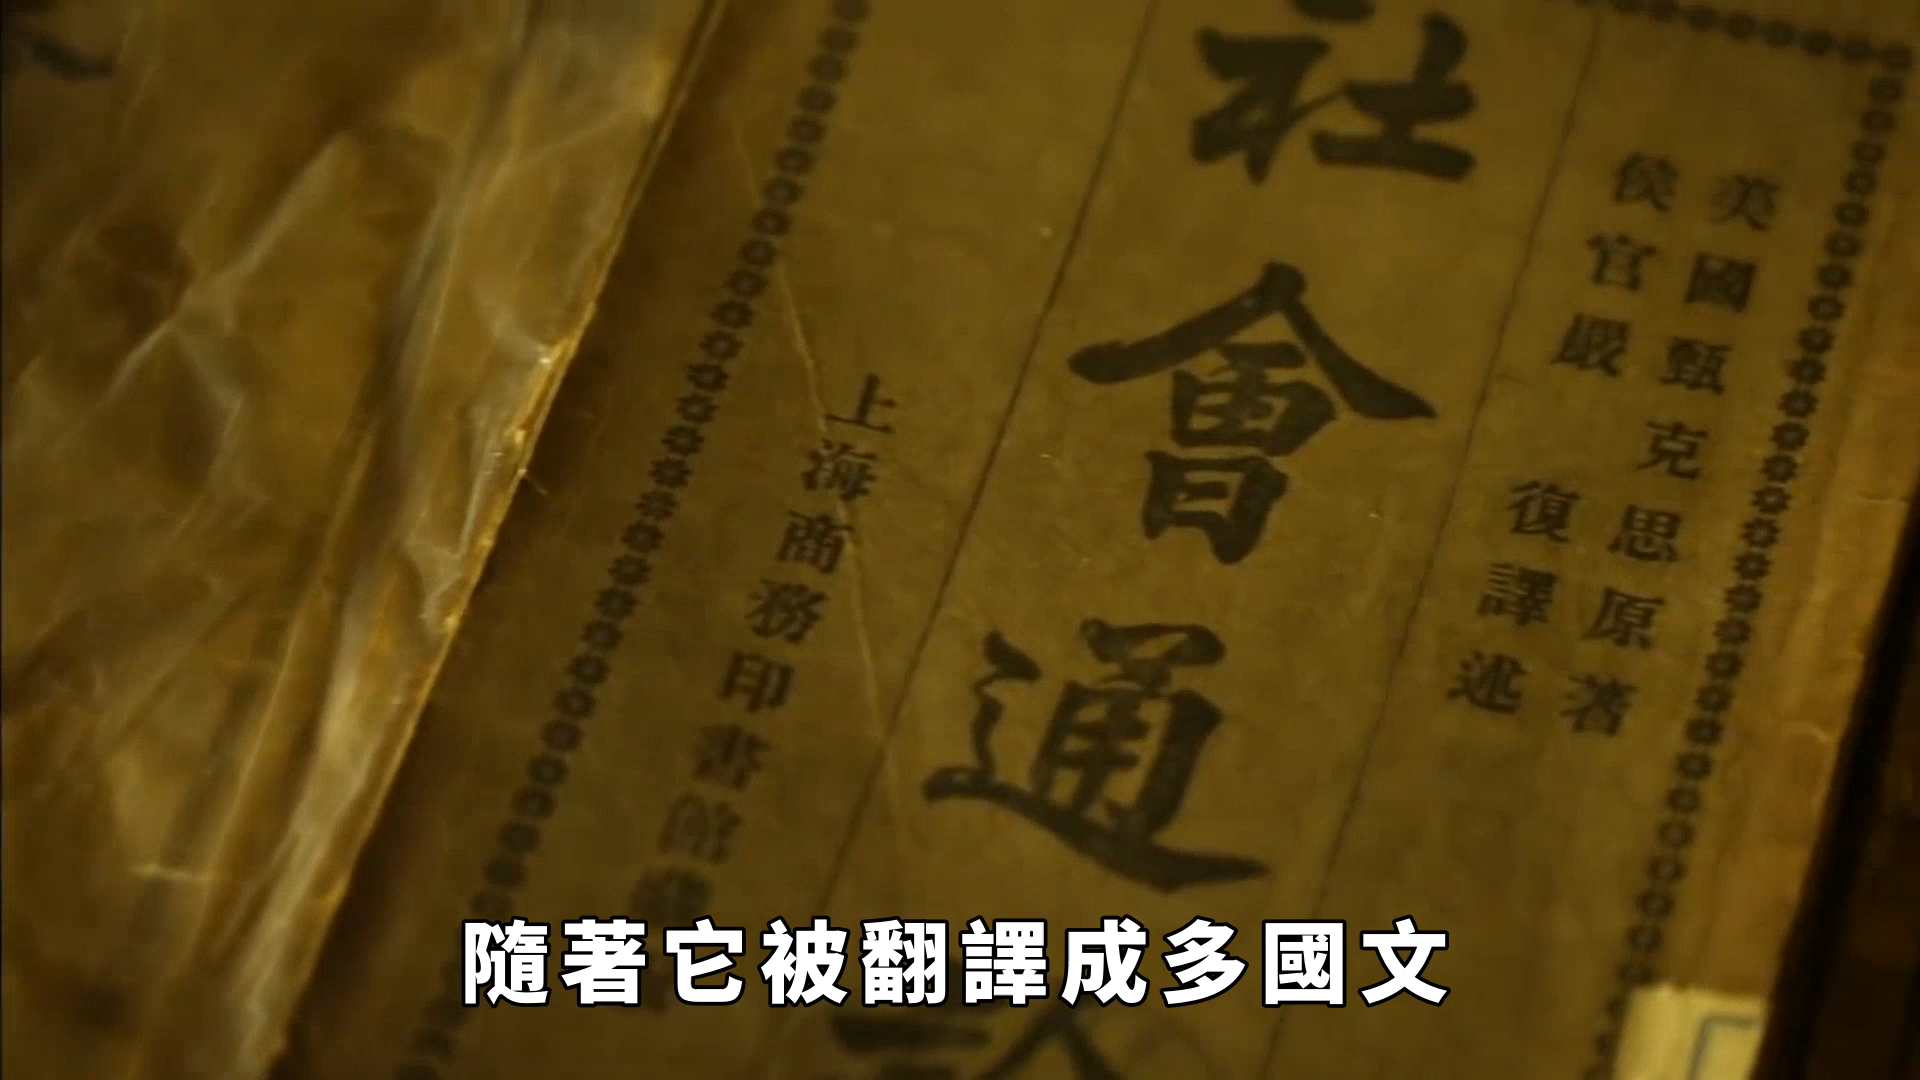 美國甄克思原著
侯官嚴復譯述
社會通
上海商務印書館
隨著它被翻譯成多國文